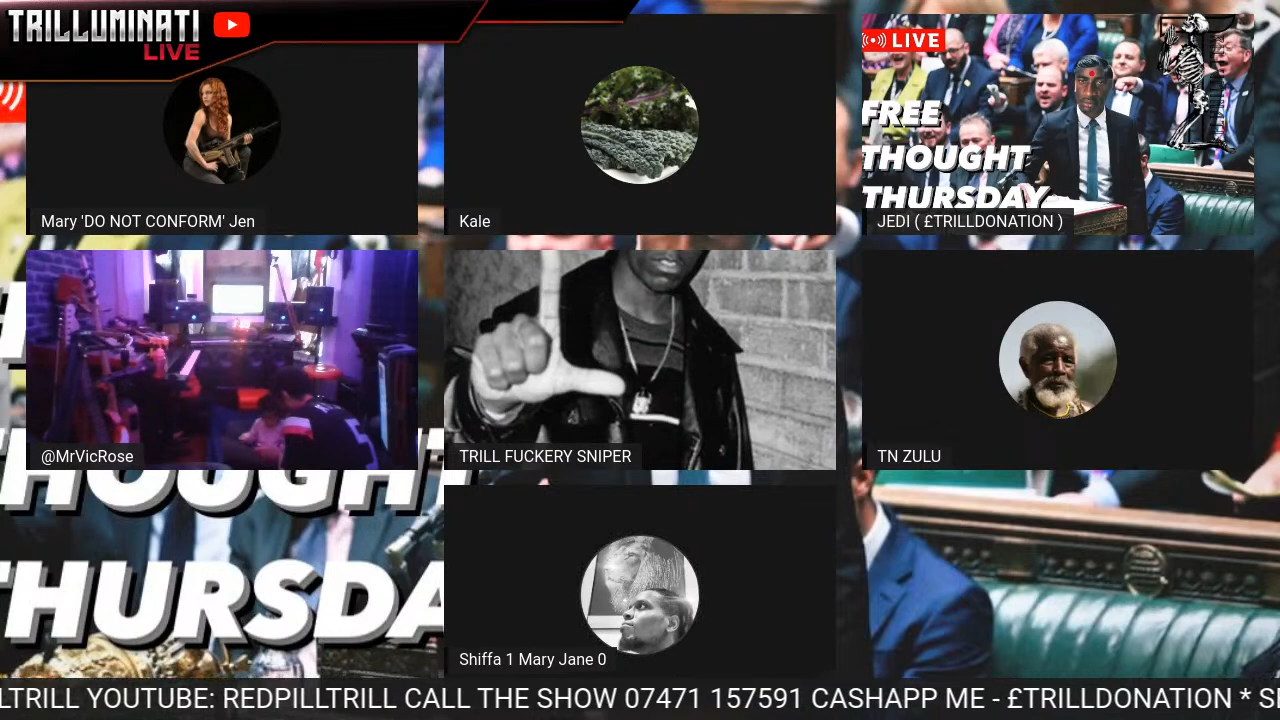 TRILLUMINATI
LIVE
LIVE
FREE
THOUGHT
THURSDAY
Mary 'DO NOT CONFORM' Jen
Kale
JEDI ( £TRILLDONATION )
@MrVicRose
TRILL FUCKERY SNIPER
TN ZULU
THOUGHT
THURSDA
Shiffa 1 Mary Jane 0
LTRILL YOUTUBE: REDPILLTRILL CALL THE SHOW 07471 157591 CASHAPP ME - £TRILLDONATION * S